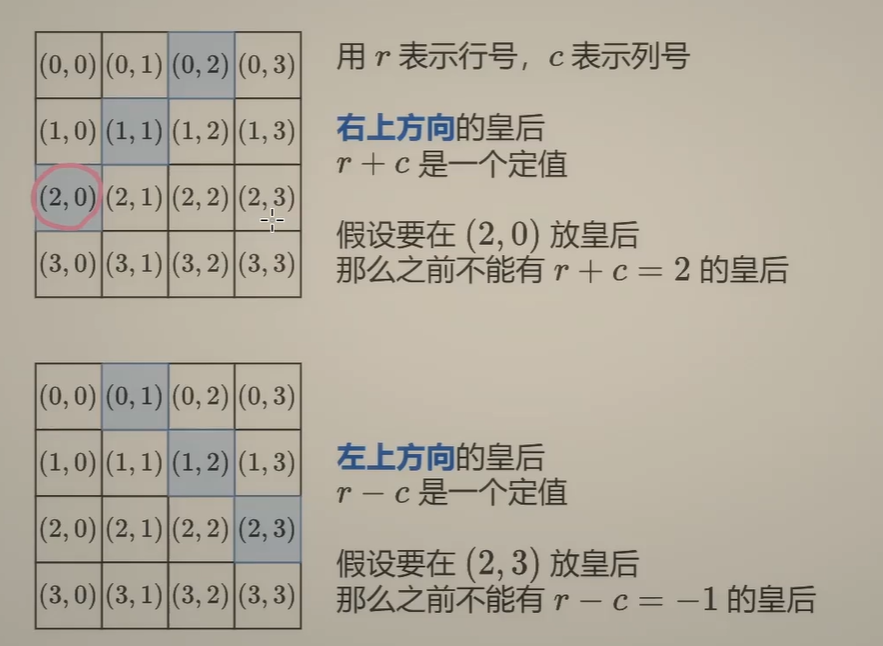 (0, 0) (0, 1) (0, 2) (0, 3)
(1, 0) (1, 1) (1, 2) (1, 3)
(2, 0) (2, 1) (2, 2) (2, 3)
(3, 0) (3, 1) (3, 2) (3, 3)
用 r 表示行号，c 表示列号
右上方向的皇后
r + c 是一个定值
假设要在 (2, 0) 放皇后
那么之前不能有 r + c = 2 的皇后
(0, 0) (0, 1) (0, 2) (0, 3)
(1, 0) (1, 1) (1, 2) (1, 3)
(2, 0) (2, 1) (2, 2) (2, 3)
(3, 0) (3, 1) (3, 2) (3, 3)
左上方向的皇后
r − c 是一个定值
假设要在 (2, 3) 放皇后
那么之前不能有 r − c = −1 的皇后